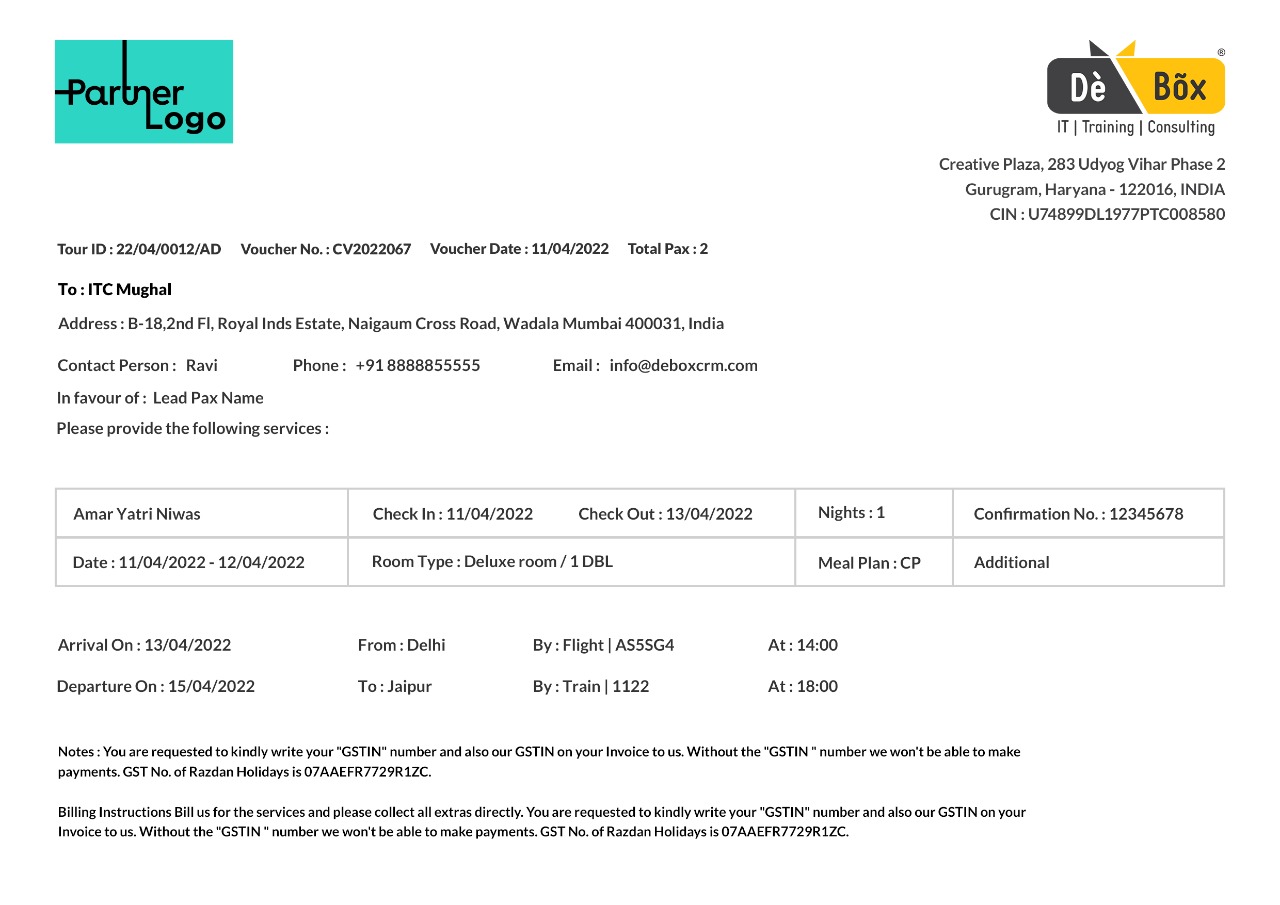 Partner
Logo
Dè Bõx ®
IT | Training | Consulting
Creative Plaza, 283 Udyog Vihar Phase 2
Gurugram, Haryana - 122016, INDIA
CIN : U74899DL1977PTC008580
Tour ID : 22/04/0012/AD Voucher No. : CV2022067 Voucher Date : 11/04/2022 Total Pax : 2
To : ITC Mughal
Address : B-18,2nd Fl, Royal Inds Estate, Naigaum Cross Road, Wadala Mumbai 400031, India
Contact Person : Ravi Phone : +91 8888855555 Email : info@deboxcrm.com
In favour of : Lead Pax Name
Please provide the following services :
Amar Yatri Niwas Check In : 11/04/2022 Check Out : 13/04/2022 Nights : 1 Confirmation No. : 12345678
Date : 11/04/2022 - 12/04/2022 Room Type : Deluxe room / 1 DBL Meal Plan : CP Additional
Arrival On : 13/04/2022 From : Delhi By : Flight | AS5SG4 At : 14:00
Departure On : 15/04/2022 To : Jaipur By : Train | 1122 At : 18:00
Notes : You are requested to kindly write your "GSTIN" number and also our GSTIN on your Invoice to us. Without the "GSTIN " number we won't be able to make
payments. GST No. of Razdan Holidays is 07AAEFR7729R1ZC.
Billing Instructions Bill us for the services and please collect all extras directly. You are requested to kindly write your "GSTIN" number and also our GSTIN on your
Invoice to us. Without the "GSTIN " number we won't be able to make payments. GST No. of Razdan Holidays is 07AAEFR7729R1ZC.